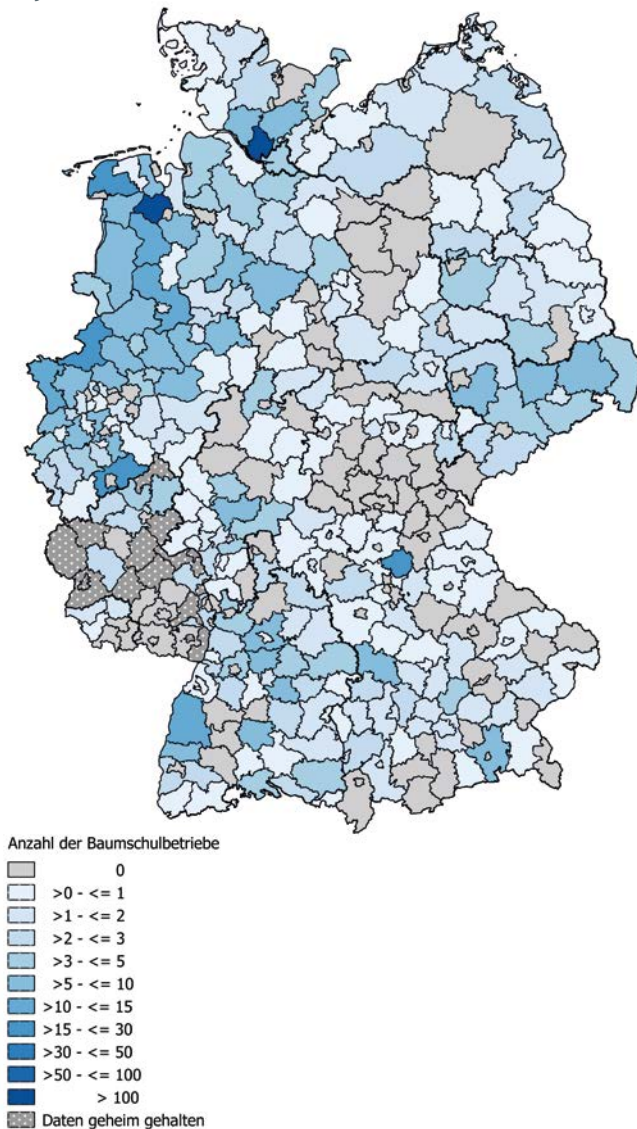 Anzahl der Baumschulbetriebe
0
>0 - <= 1
>1 - <= 2
>2 - <= 3
>3 - <= 5
>5 - <= 10
>10 - <= 15
>15 - <= 30
>30 - <= 50
>50 - <= 100
> 100
Daten geheim gehalten